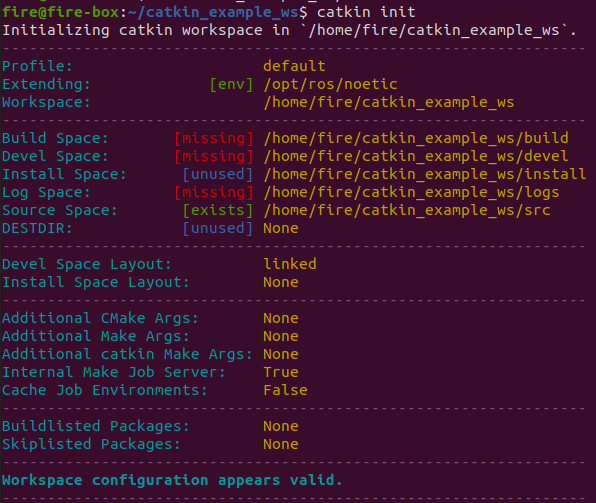 fire@fire-box:~/catkin_example_ws$ catkin init
Initializing catkin workspace in `/home/fire/catkin_example_ws`.
--------------------------------------------------------------
Profile:                     default
Extending:             [env] /opt/ros/noetic
Workspace:                   /home/fire/catkin_example_ws
--------------------------------------------------------------
Build Space:       [missing] /home/fire/catkin_example_ws/build
Devel Space:       [missing] /home/fire/catkin_example_ws/devel
Install Space:      [unused] /home/fire/catkin_example_ws/install
Log Space:         [missing] /home/fire/catkin_example_ws/logs
Source Space:       [exists] /home/fire/catkin_example_ws/src
DESTDIR:            [unused] None
--------------------------------------------------------------
Devel Space Layout:          linked
Install Space Layout:        None
--------------------------------------------------------------
Additional CMake Args:       None
Additional Make Args:        None
Additional catkin Make Args: None
Internal Make Job Server:    True
Cache Job Environments:      False
--------------------------------------------------------------
Buildlisted Packages:        None
Skiplisted Packages:         None
--------------------------------------------------------------
Workspace configuration appears valid.
--------------------------------------------------------------